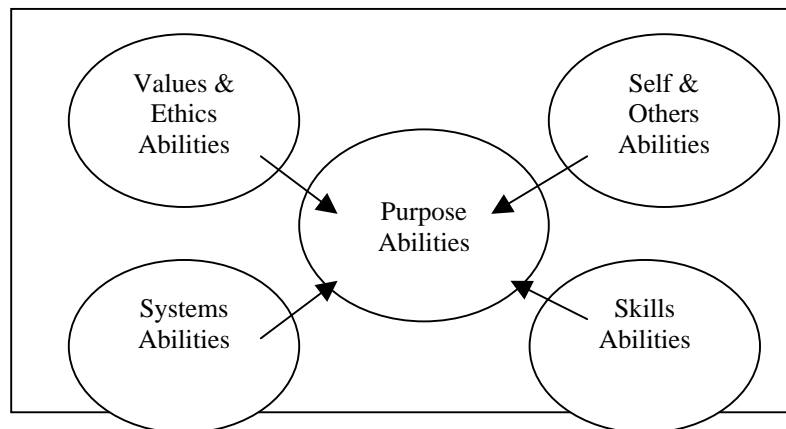 Values &
Ethics
Abilities
Self &
Others
Abilities
Purpose
Abilities
Systems
Abilities
Skills
Abilities